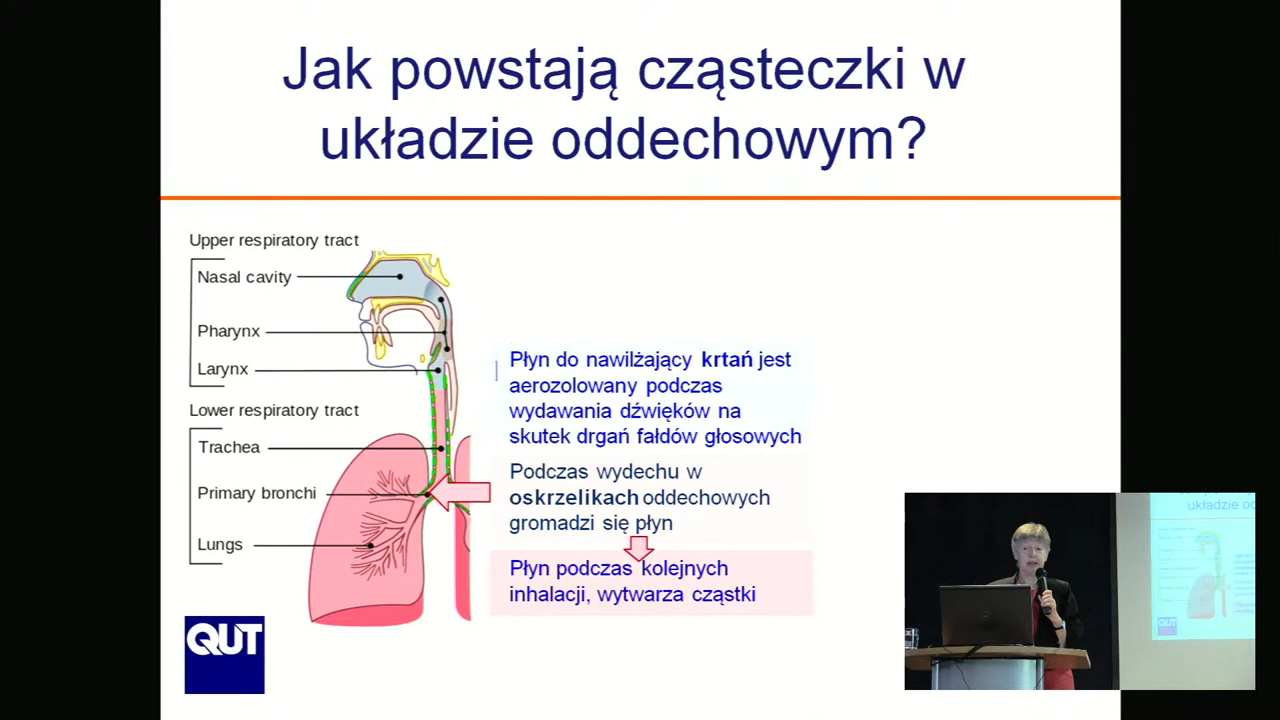 Jak powstają cząsteczki w
układzie oddechowym?
Upper respiratory tract
Nasal cavity
Pharynx
Larynx
Lower respiratory tract
Trachea
Primary bronchi
Lungs
Płyn do nawilżający krtań jest
aerozolowany podczas
wydawania dźwięków na
skutek drgań fałdów głosowych
Podczas wydechu w
oskrzelikach oddechowych
gromadzi się płyn
Płyn podczas kolejnych
inhalacji, wytwarza cząstki
QUT
układzie od